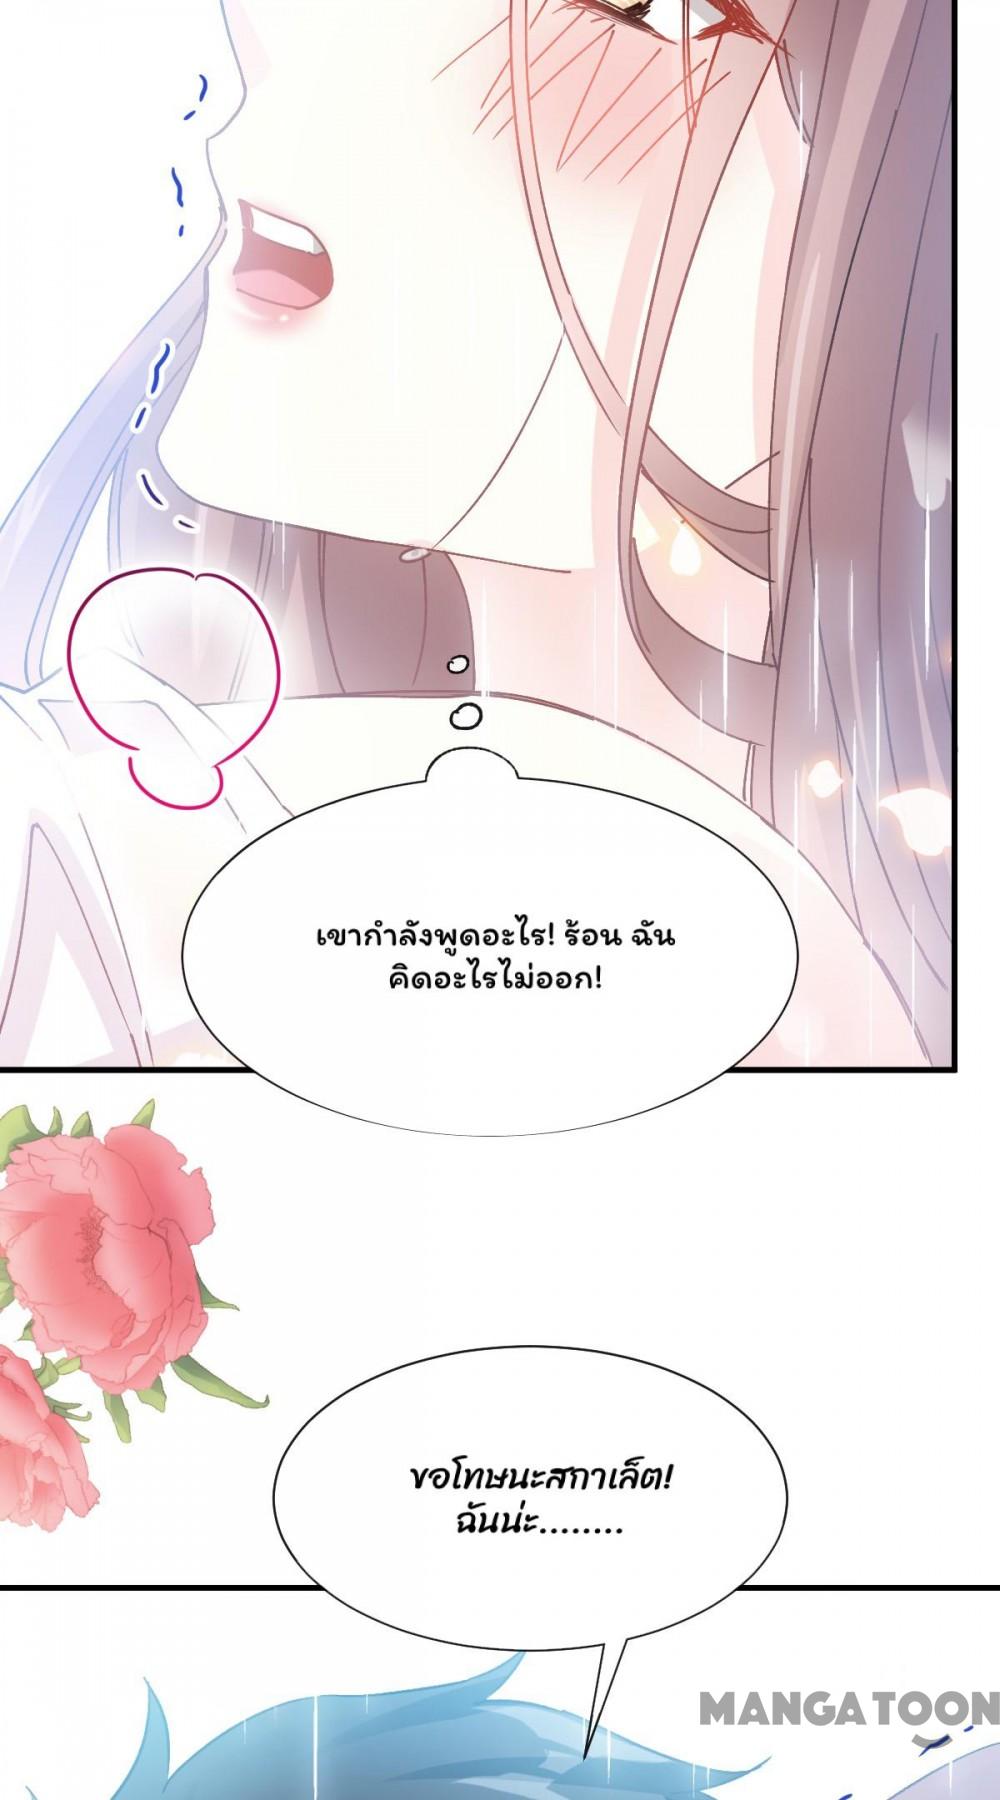 เขากำลังพูดอะไร! ร้อน ฉัน
คิดอะไรไม่ออก!
ขอโทษนะสกาเล็ต!
ฉันน่ะ........
MANGATOON